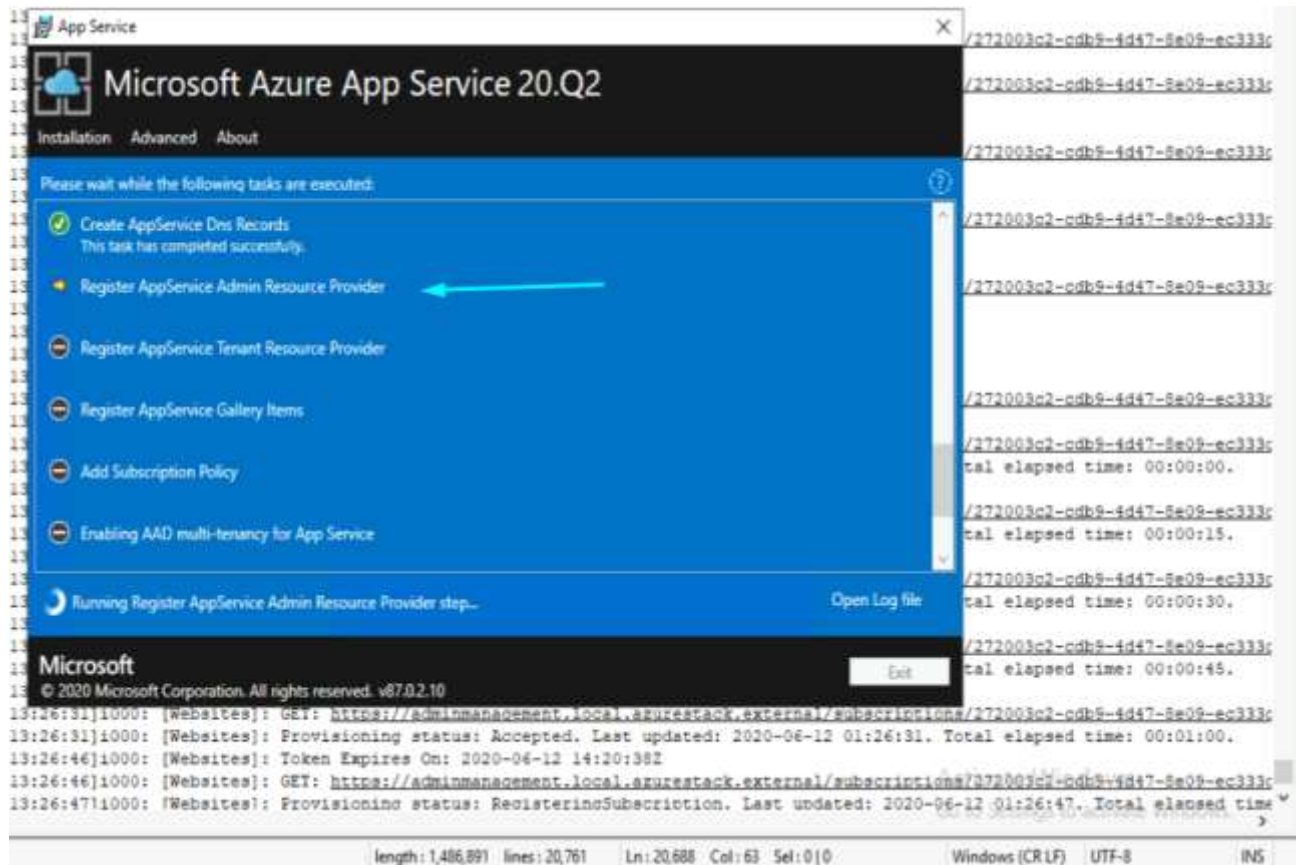 App Service
/272003c2-cdb9-4d47-8e09-ec333c
Microsoft Azure App Service 20.Q2
/272003c2-cdb9-4d47-8e09-ec333c
Installation Advanced About
/272003c2-cdb9-4d47-8e09-ec333c
Please wait while the following tasks are executed:
Create AppService Dns Records
/272003c2-cdb9-4d47-8e09-ec333c
This task has completed successfully.
Register AppService Admin Resource Provider
/272003c2-cdb9-4d47-8e09-ec333c
Register AppService Tenant Resource Provider
/272003c2-cdb9-4d47-8e09-ec333c
Register AppService Gallery Items
/272003c2-cdb9-4d47-8e09-ec333c
Add Subscription Policy
tal elapsed time: 00:00:00.
/272003c2-cdb9-4d47-8e09-ec333c
Enabling AAD multi-tenancy for App Service
tal elapsed time: 00:00:15.
/272003c2-cdb9-4d47-8e09-ec333c
Running Register AppService Admin Resource Provider step...
Open Log file
tal elapsed time: 00:00:30.
/272003c2-cdb9-4d47-8e09-ec333c
Microsoft
Exit
tal elapsed time: 00:00:45.
© 2020 Microsoft Corporation. All rights reserved. v87.0.2.10
13:26:31]i000: [Websites]: GET: https://adminmanagement.local.azurestack.external/subscriptions/272003c2-cdb9-4d47-8e09-ec333c
13:26:31]i000: [Websites]: Provisioning status: Accepted. Last updated: 2020-06-12 01:26:31. Total elapsed time: 00:01:00.
13:26:46]i000: [Websites]: Token Expires On: 2020-06-12 14:20:38Z
13:26:46]i000: [Websites]: GET: https://adminmanagement.local.azurestack.external/subscriptions/272003c2-cdb9-4d47-8e09-ec333c
13:26:47]i000: [Websites]: Provisioning status: RegisteringSubscription. Last updated: 2020-06-12 01:26:47. Total elapsed time
length : 1,486,891 lines : 20,761 Ln : 20,688 Col : 63 Sel : 0 | 0 Windows (CR LF) UTF-8 INS